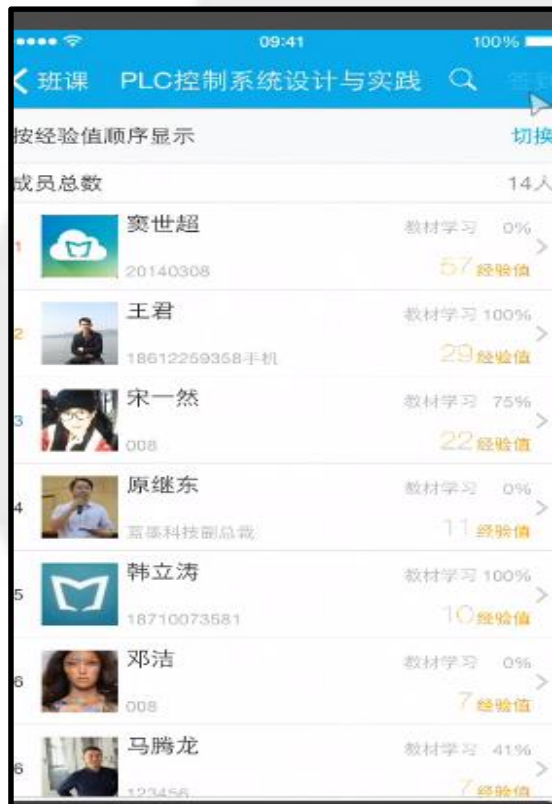 09:41 100%
班课 PLC控制系统设计与实践
按经验值顺序显示 切换
成员总数 14人
1 窦世超 教材学习 0%
20140308 57 经验值
2 王君 教材学习 100%
18612259358手机 29 经验值
3 宋一然 教材学习 75%
008 22 经验值
4 原继东 教材学习 0%
蓝墨科技副总裁 11 经验值
5 韩立涛 教材学习 100%
18710073581 10 经验值
6 邓洁 教材学习 0%
008 7 经验值
6 马腾龙 教材学习 41%
123456 7 经验值